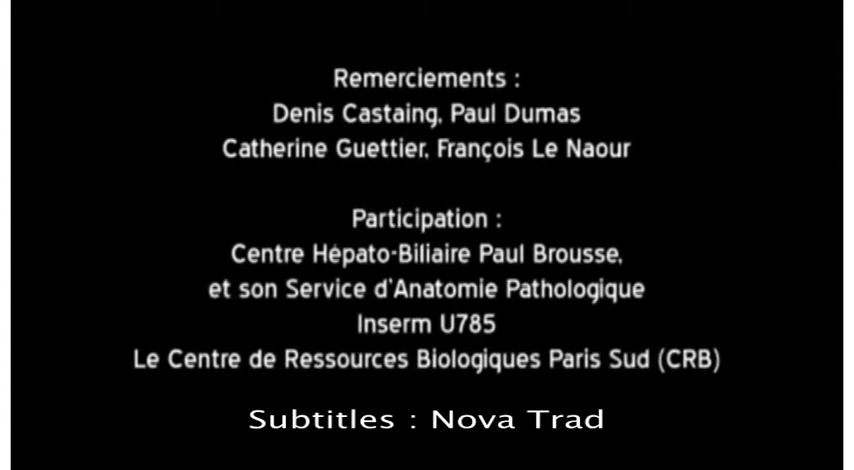 Remerciements :
Denis Castaing, Paul Dumas
Catherine Guettier, François Le Naour
Participation :
Centre Hépato-Biliaire Paul Brousse,
et son Service d'Anatomie Pathologique
Inserm U785
Le Centre de Ressources Biologiques Paris Sud (CRB)
Subtitles : Nova Trad